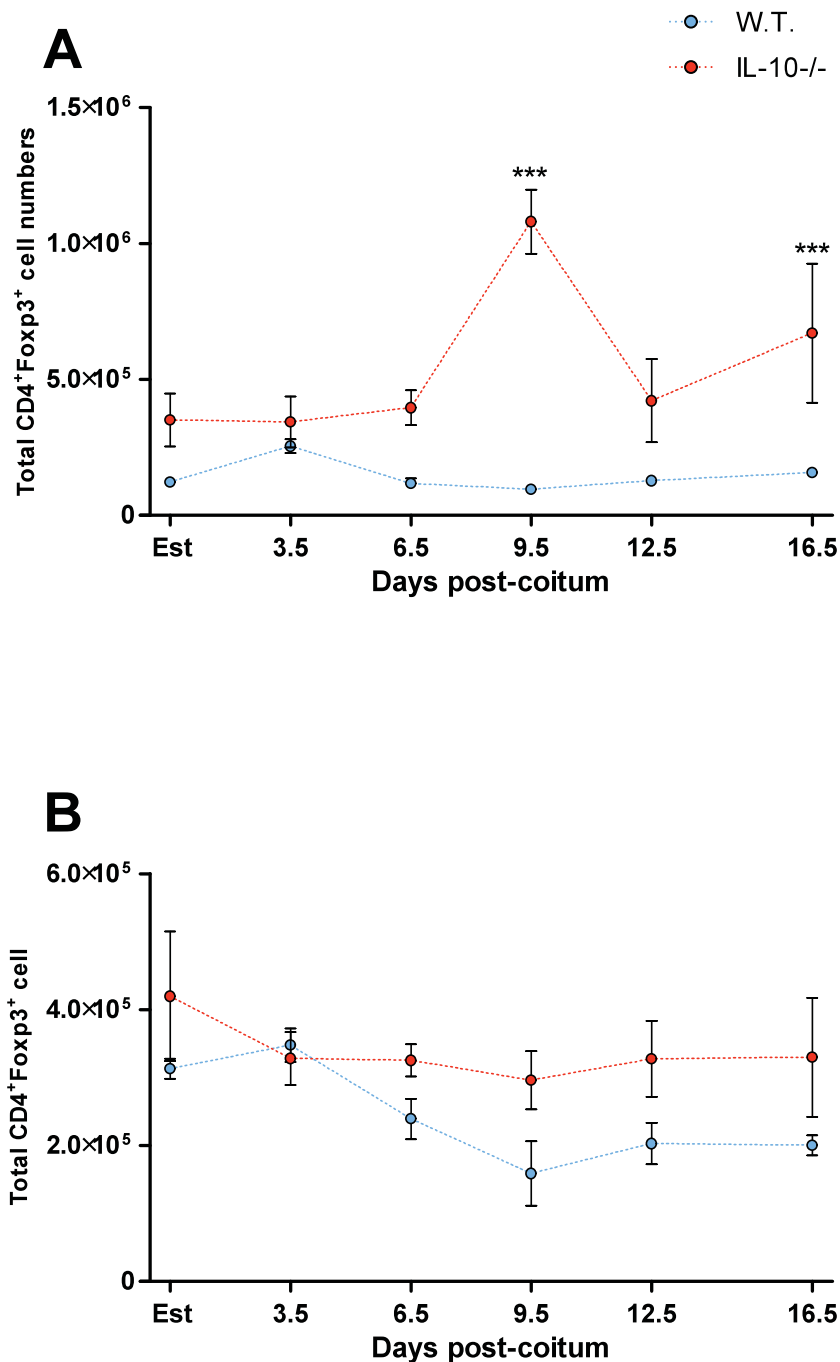 A
W.T.
IL-10-/-
Total CD4⁺Foxp3⁺ cell numbers
1.5×10⁶
1.0×10⁶
5.0×10⁵
0
***
***
Est 3.5 6.5 9.5 12.5 16.5
Days post-coitum
B
Total CD4⁺Foxp3⁺ cell
6.0×10⁵
4.0×10⁵
2.0×10⁵
0
Est 3.5 6.5 9.5 12.5 16.5
Days post-coitum